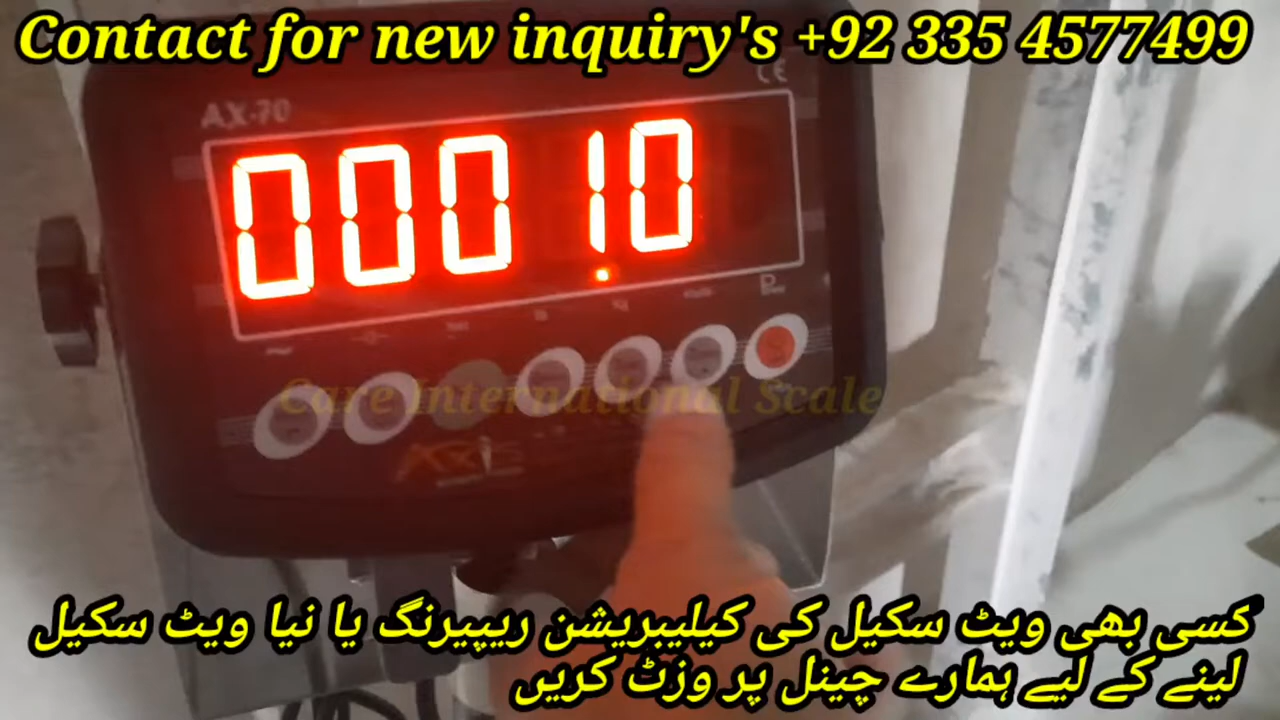 Contact for new inquiry's +92 335 4577499
CE
AX-70
00010.
Care International Scale
کسی بھی ویٹ سکیل کی کیلیبریشن ریپیرنگ یا نیا ویٹ سکیل
لینے کے لیے ہمارے چینل پر وزٹ کریں